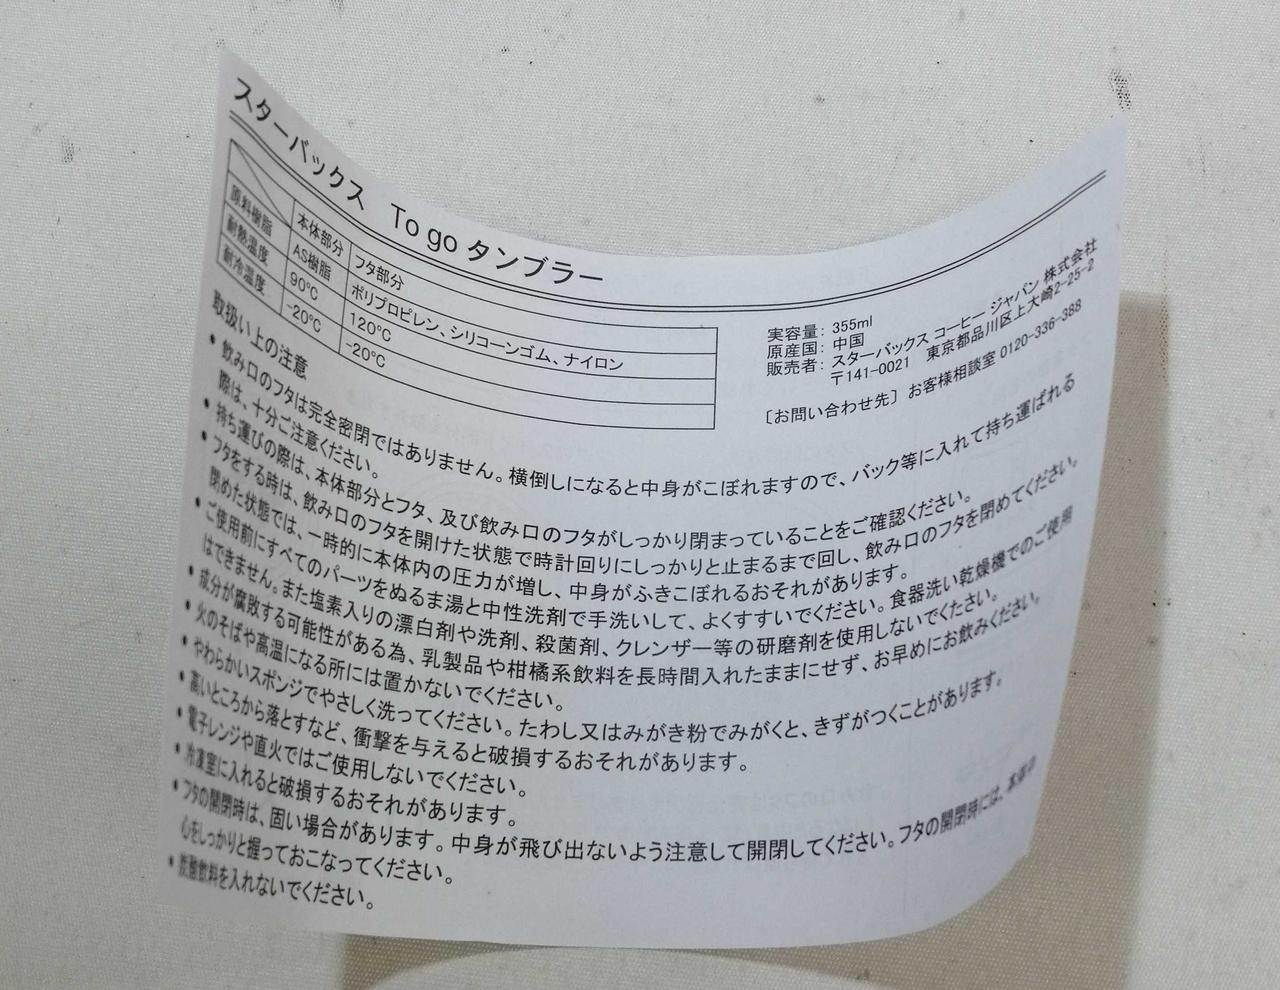 スターバックス To go タンブラー
本体部分 フタ部分
原料樹脂 AS樹脂 ポリプロピレン、シリコーンゴム、ナイロン
耐熱温度 90℃ 120℃
耐冷温度 -20℃ -20℃
実容量： 355ml
原産国： 中国
販売者： スターバックス コーヒー ジャパン 株式会社
〒141-0021 東京都品川区上大崎2-25-2
〔お問い合わせ先〕 お客様相談室 0120-336-388
取扱い上の注意
• 飲み口のフタは完全密閉ではありません。横倒しになると中身がこぼれますので、バック等に入れて持ち運ばれる
際は、十分ご注意ください。
• 持ち運びの際は、本体部分とフタ、及び飲み口のフタがしっかり閉まっていることをご確認ください。
• フタをする時は、飲み口のフタを開けた状態で時計回りにしっかりと止まるまで回し、飲み口のフタを閉めてください。
閉めた状態では、一時的に本体内の圧力が増し、中身がふきこぼれるおそれがあります。
• ご使用前にすべてのパーツをぬるま湯と中性洗剤で手洗いして、よくすすいでください。食器洗い乾燥機でのご使用
はできません。また塩素入りの漂白剤や洗剤、殺菌剤、クレンザー等の研磨剤を使用しないでください。
• 成分が腐敗する可能性がある為、乳製品や柑橘系飲料を長時間入れたままにせず、お早めにお飲みください。
• 火のそばや高温になる所には置かないでください。
• やわらかいスポンジでやさしく洗ってください。たわし又はみがき粉でみがくと、きずがつくことがあります。
• 高いところから落とすなど、衝撃を与えると破損するおそれがあります。
• 電子レンジや直火ではご使用しないでください。
• 冷凍室に入れると破損するおそれがあります。
• フタの開閉時は、固い場合があります。中身が飛び出ないよう注意して開閉してください。フタの開閉時には、本体の
心をしっかりと握っておこなってください。
• 炭酸飲料を入れないでください。